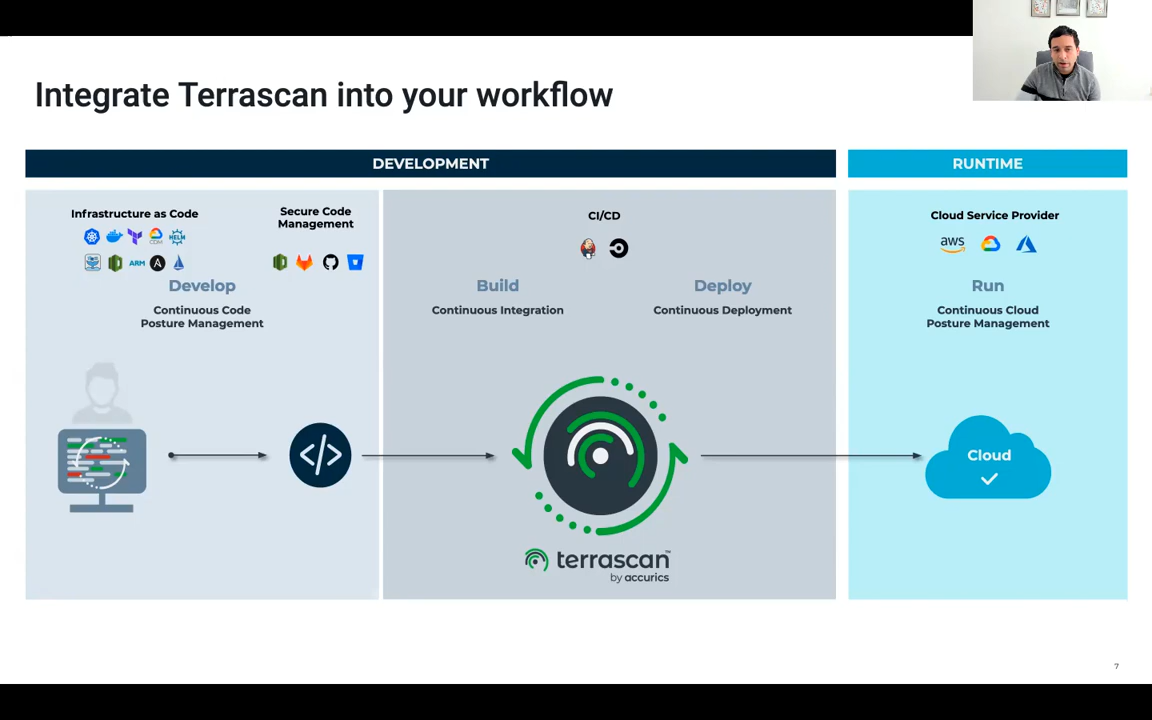 Integrate Terrascan into your workflow
DEVELOPMENT
RUNTIME
Infrastructure as Code
Secure Code
Management
CI/CD
Cloud Service Provider
CDM
HELM
aws
ARM
Develop
Build
Deploy
Run
Continuous Code
Posture Management
Continuous Integration
Continuous Deployment
Continuous Cloud
Posture Management
</>
Cloud
terrascan™
by accurics
7